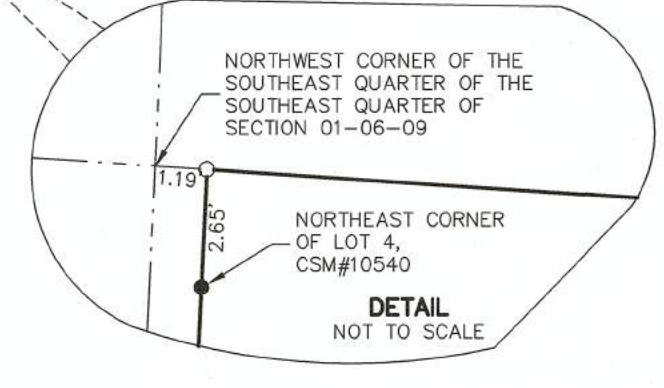 NORTHWEST CORNER OF THE
SOUTHEAST QUARTER OF THE
SOUTHEAST QUARTER OF
SECTION 01-06-09
1.19'
2.65'
NORTHEAST CORNER
OF LOT 4,
CSM#10540
DETAIL
NOT TO SCALE